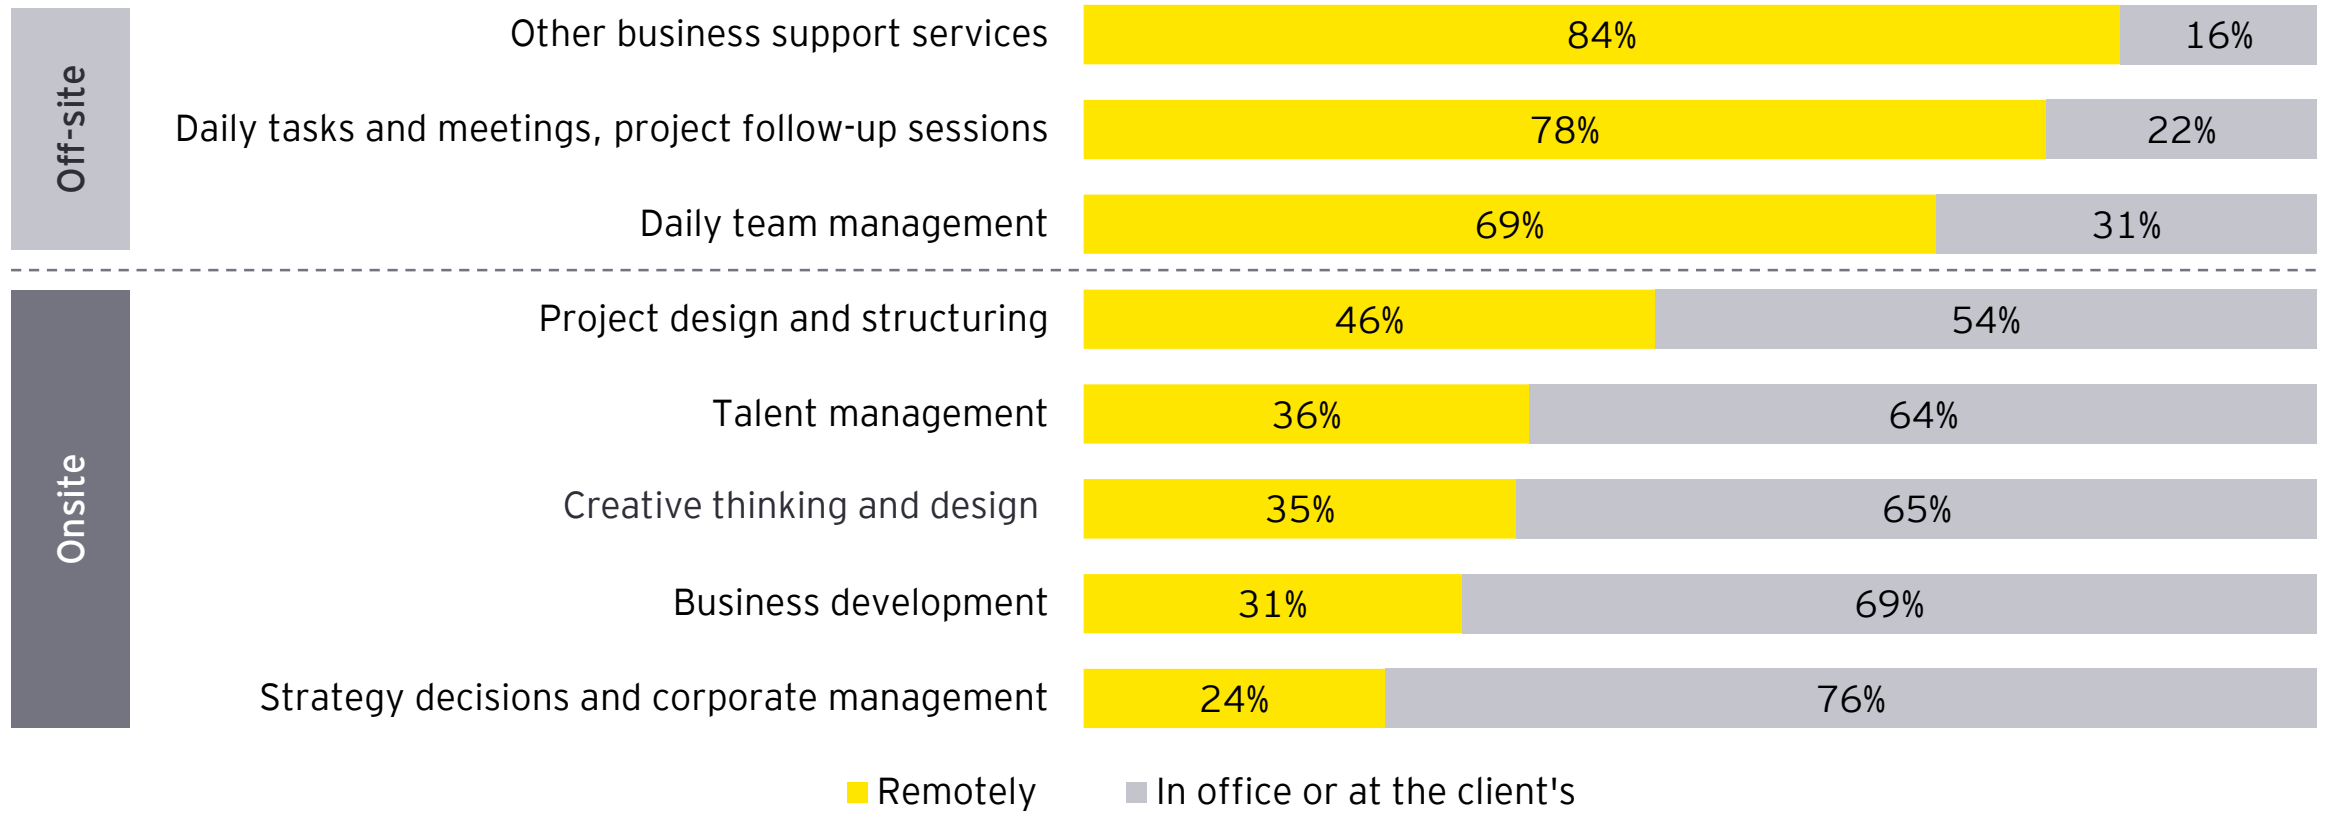 Off-site
Other business support services 84% 16%
Daily tasks and meetings, project follow-up sessions 78% 22%
Daily team management 69% 31%
Onsite
Project design and structuring 46% 54%
Talent management 36% 64%
Creative thinking and design 35% 65%
Business development 31% 69%
Strategy decisions and corporate management 24% 76%
Remotely In office or at the client's